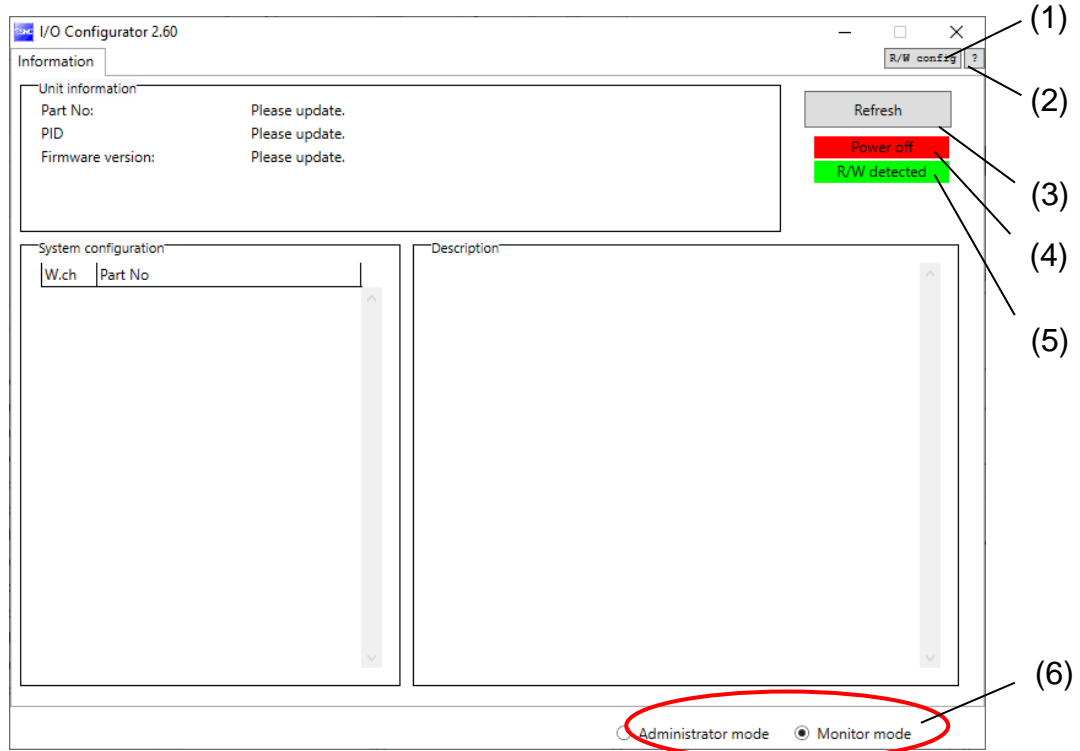 I/O Configurator 2.60
(1)
Information
R/W config ?
(2)
Unit information
Part No: Please update.
PID Please update.
Firmware version: Please update.
Refresh
Power off
R/W detected
(3)
(4)
(5)
System configuration
W.ch Part No
Description
(6)
Administrator mode Monitor mode